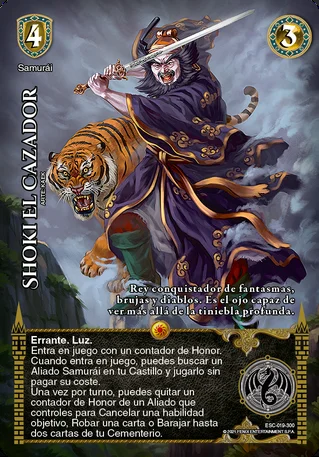 4
3
Samurái
SHOKI EL CAZADOR
Rey conquistador de fantasmas,
brujas y diablos. Es el ojo capaz de
ver más allá de la tiniebla profunda.
Errante. Luz.
Entra en juego con un contador de Honor.
Cuando entra en juego, puedes buscar un
Aliado Samurái en tu Castillo y jugarlo sin
pagar su coste.
Una vez por turno, puedes quitar un
contador de Honor de un Aliado que
controles para Cancelar una habilidad
objetivo, Robar una carta o Barajar hasta
dos cartas de tu Cementerio.
ESC-019-300
© 2021 FENIX ENTERTAINMENT S.P.A.